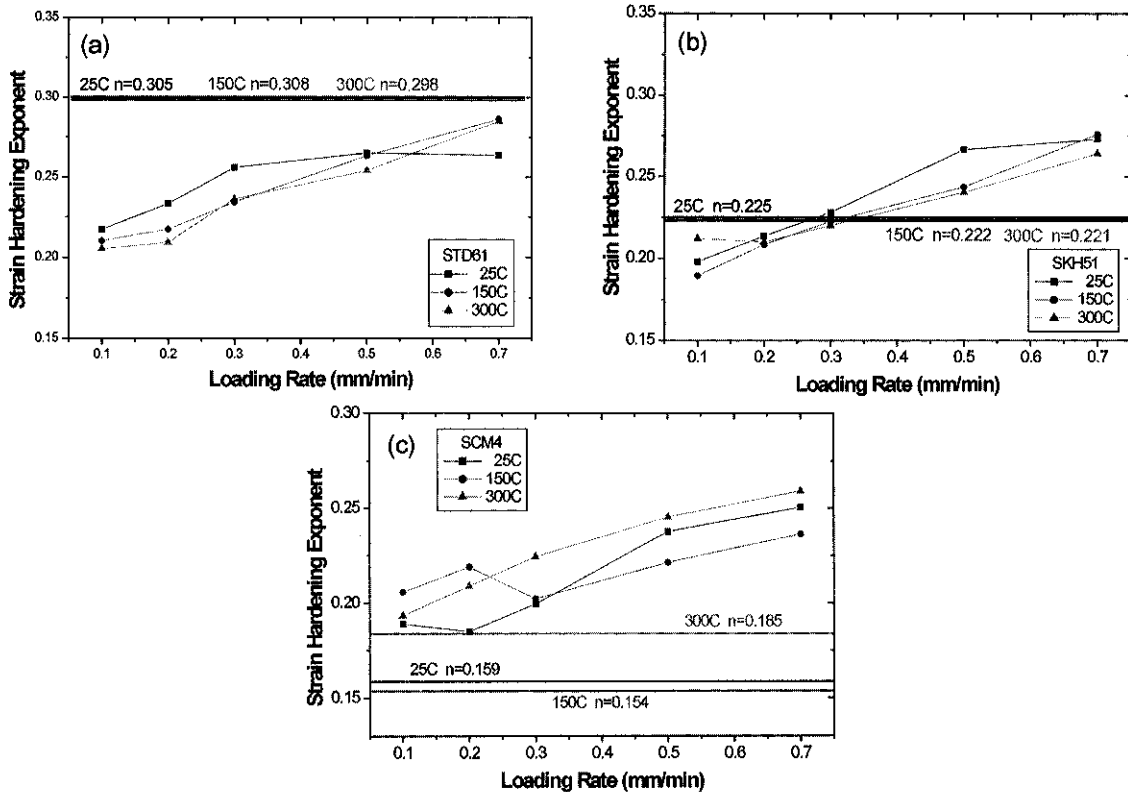 (a)
25C n=0.305 150C n=0.308 300C n=0.298
0.35
0.30
0.25
0.20
0.15
Strain Hardening Exponent
STD61
25C
150C
300C
0.1 0.2 0.3 0.4 0.5 0.6 0.7
Loading Rate (mm/min)
(b)
0.35
0.30
0.25
0.20
0.15
Strain Hardening Exponent
25C n=0.225
150C n=0.222 300C n=0.221
SKH51
25C
150C
300C
0.1 0.2 0.3 0.4 0.5 0.6 0.7
Loading Rate (mm/min)
(c)
0.30
0.25
0.20
0.15
Strain Hardening Exponent
SCM4
25C
150C
300C
300C n=0.185
25C n=0.159
150C n=0.154
0.1 0.2 0.3 0.4 0.5 0.6 0.7
Loading Rate (mm/min)